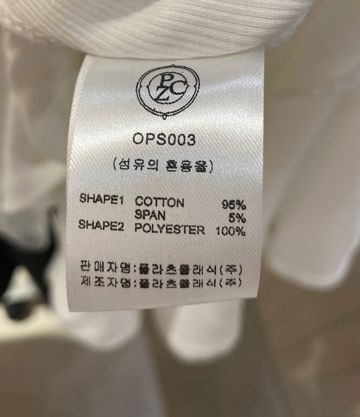 PZC
OPS003
(섬유의 혼용율)
SHAPE1 COTTON 95%
SPAN 5%
SHAPE2 POLYESTER 100%
판매자명:플라츠클래식(주)
제조자명:플라츠클래식(주)